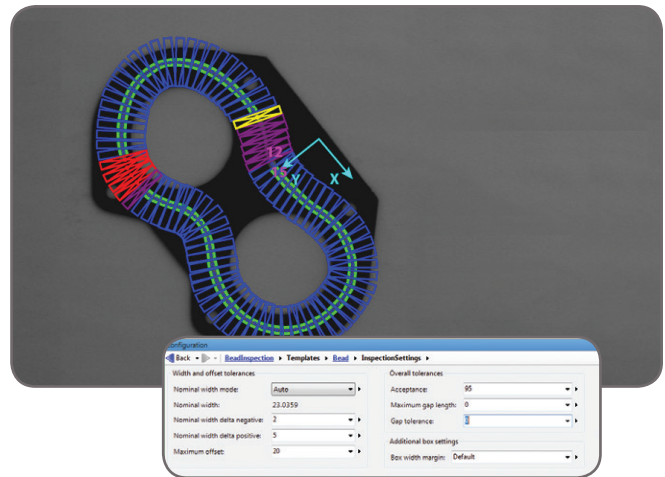 12
Y
X
onfiguration
Back BeadInspection Templates Bead InspectionSettings
Width and offset tolerances
Nominal width mode: Auto
Nominal width: 23.0359
Nominal width delta negative: 2
Nominal width delta positive: 5
Maximum offset: 20
Overall tolerances
Acceptance: 95
Maximum gap length: 0
Gap tolerance:
Additional box settings
Box width margin: Default